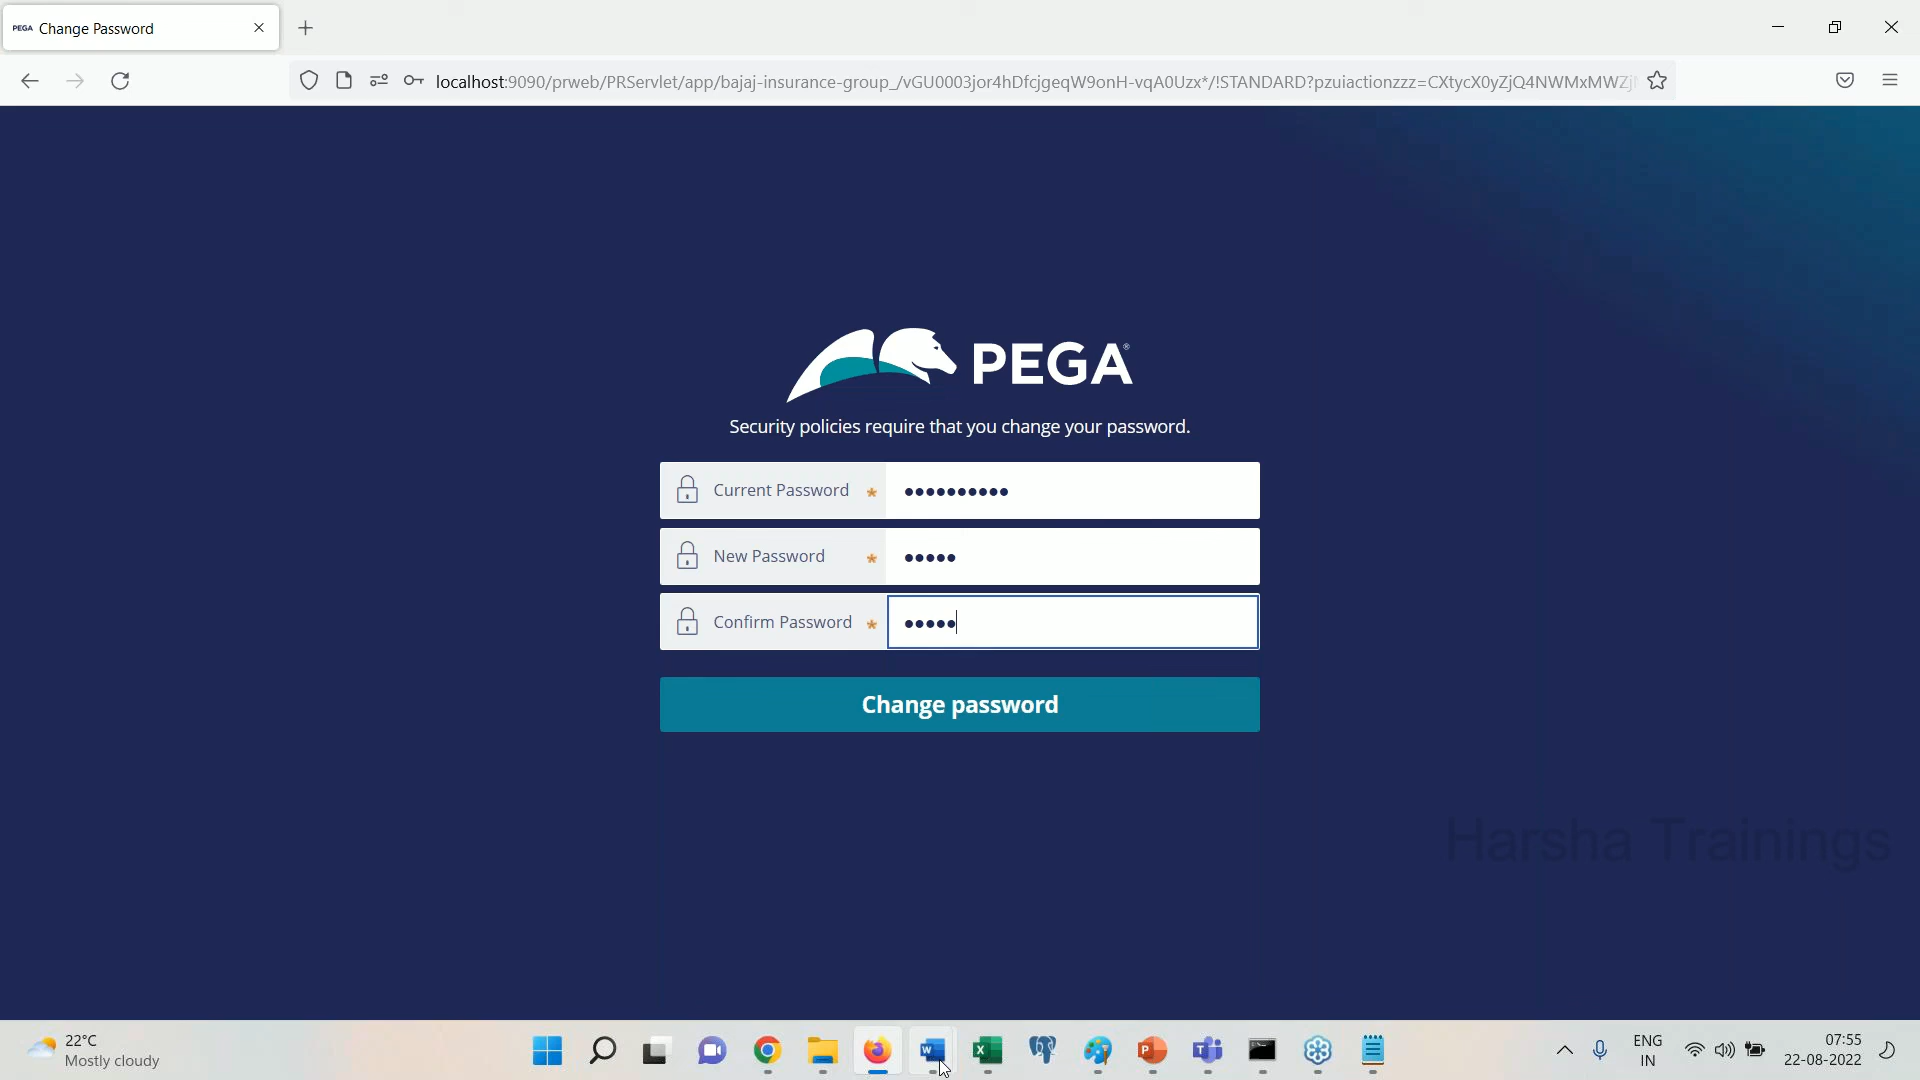 PEGA Change Password
localhost:9090/prweb/PRServlet/app/bajaj-insurance-group_/vGU0003jor4hDfcjgeqW9onH-vqA0Uzx*/!STANDARD?pzuiactionzzz=CXtycX0yZjQ4NWMxMWZj
PEGA
Security policies require that you change your password.
Current Password *
New Password *
Confirm Password *
Change password
Harsha Trainings
22°C
Mostly cloudy
ENG
IN
07:55
22-08-2022